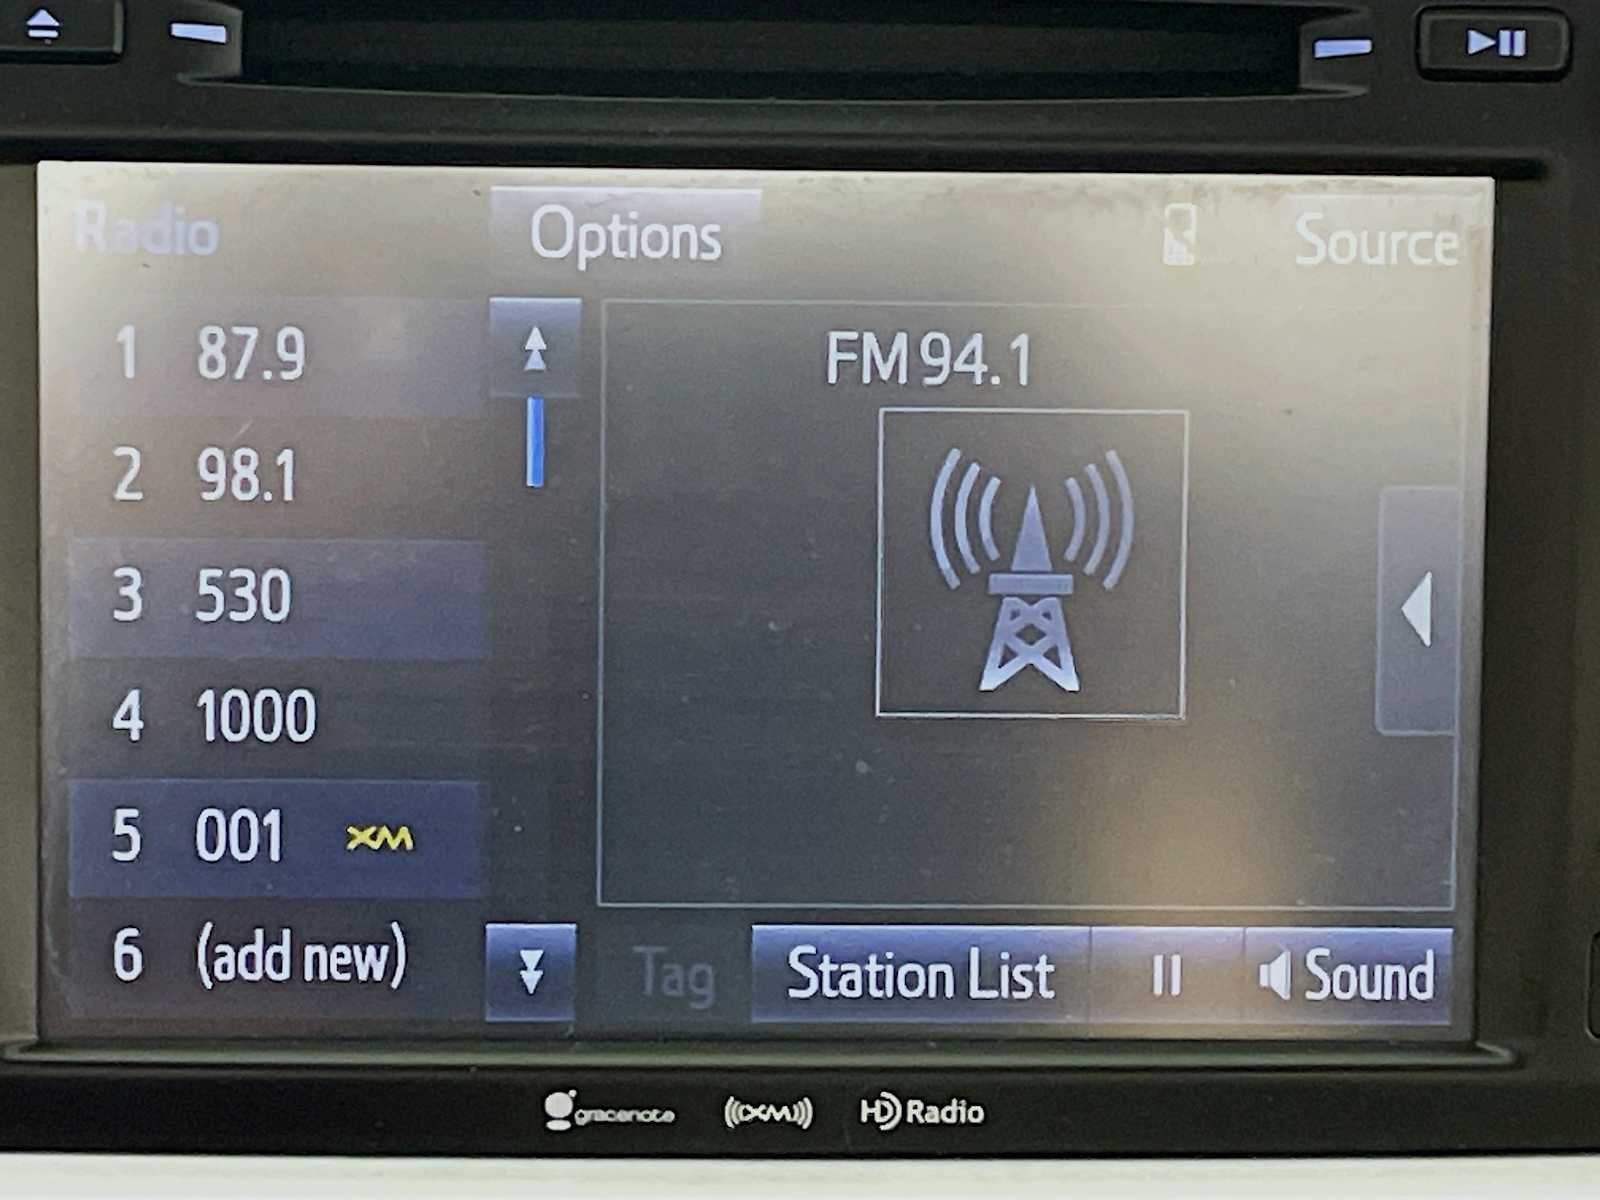 Radio Options Source
1 87.9
FM 94.1
2 98.1
3 530
4 1000
5 001 XM
6 (add new)
Tag Station List Sound
gracenote ((XM)) HD Radio